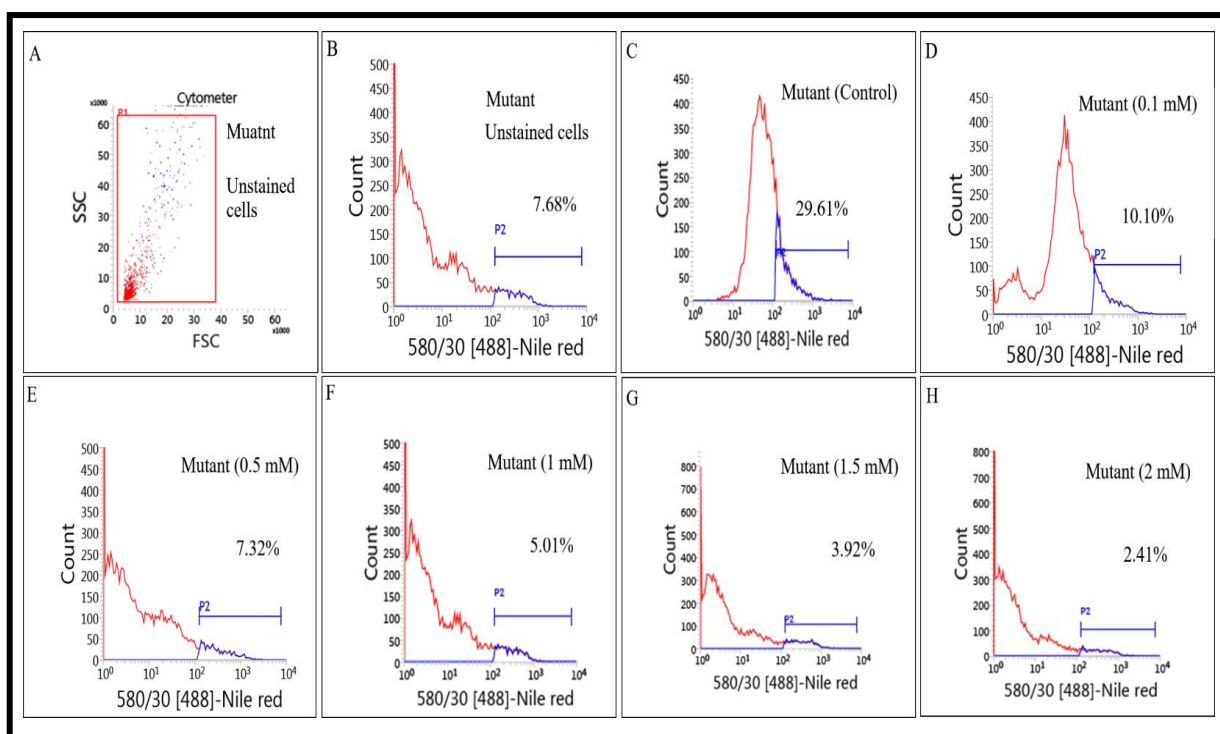 A
Cytometer
x1000
P1
60
50
40
30
20
10
0
SSC
0 10 20 30 40 50 60
x1000
FSC
Muatnt
Unstained
cells
B
Mutant
Unstained cells
7.68%
P2
500
450
400
350
300
250
200
150
100
50
0
Count
10^0 10^1 10^2 10^3 10^4
580/30 [488]-Nile red
C
Mutant (Control)
29.61%
450
400
350
300
250
200
150
100
50
0
Count
10^0 10^1 10^2 10^3 10^4
580/30 [488]-Nile red
D
Mutant (0.1 mM)
10.10%
P2
450
400
350
300
250
200
150
100
50
0
Count
10^0 10^1 10^2 10^3 10^4
580/30 [488]-Nile red
E
Mutant (0.5 mM)
7.32%
P2
500
450
400
350
300
250
200
150
100
50
0
Count
10^0 10^1 10^2 10^3 10^4
580/30 [488]-Nile red
F
Mutant (1 mM)
5.01%
P2
500
450
400
350
300
250
200
150
100
50
0
Count
10^0 10^1 10^2 10^3 10^4
580/30 [488]-Nile red
G
Mutant (1.5 mM)
3.92%
P2
800
700
600
500
400
300
200
100
0
Count
10^0 10^1 10^2 10^3 10^4
580/30 [488]-Nile red
H
Mutant (2 mM)
2.41%
P2
800
700
600
500
400
300
200
100
0
Count
10^0 10^1 10^2 10^3 10^4
580/30 [488]-Nile red